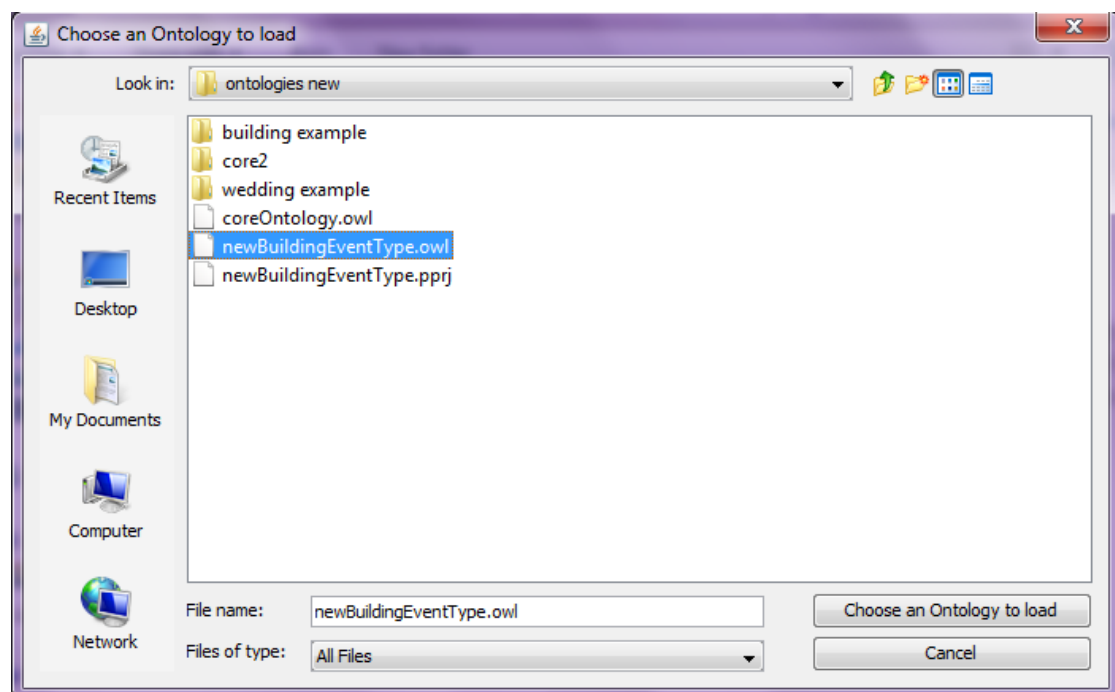 Choose an Ontology to load
X
Look in:
ontologies new
building example
core2
wedding example
coreOntology.owl
newBuildingEventType.owl
newBuildingEventType.pprj
Recent Items
Desktop
My Documents
Computer
Network
File name:
newBuildingEventType.owl
Choose an Ontology to load
Files of type:
All Files
Cancel